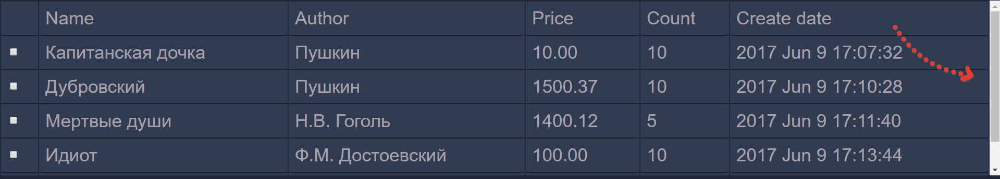 Name Author Price Count Create date
Капитанская дочка Пушкин 10.00 10 2017 Jun 9 17:07:32
Дубровский Пушкин 1500.37 10 2017 Jun 9 17:10:28
Мертвые души Н.В. Гоголь 1400.12 5 2017 Jun 9 17:11:40
Идиот Ф.М. Достоевский 100.00 10 2017 Jun 9 17:13:44